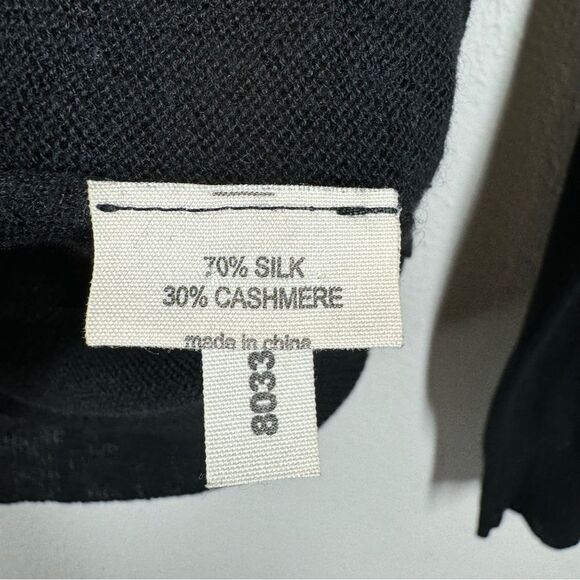 70% SILK
30% CASHMERE
made in china
8033